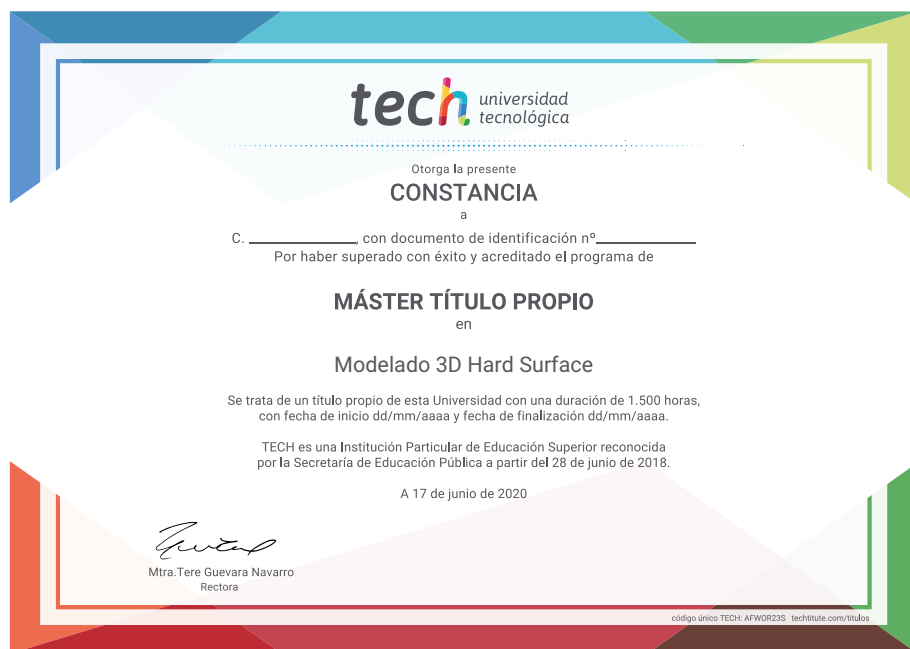 tech universidad
tecnológica
Otorga la presente
CONSTANCIA
a
C. ____________, con documento de identificación nº____________
Por haber superado con éxito y acreditado el programa de
MÁSTER TÍTULO PROPIO
en
Modelado 3D Hard Surface
Se trata de un título propio de esta Universidad con una duración de 1.500 horas,
con fecha de inicio dd/mm/aaaa y fecha de finalización dd/mm/aaaa.
TECH es una Institución Particular de Educación Superior reconocida
por la Secretaría de Educación Pública a partir del 28 de junio de 2018.
A 17 de junio de 2020
Mtra.Tere Guevara Navarro
Rectora
código único TECH: AFWOR23S techtitute.com/titulos